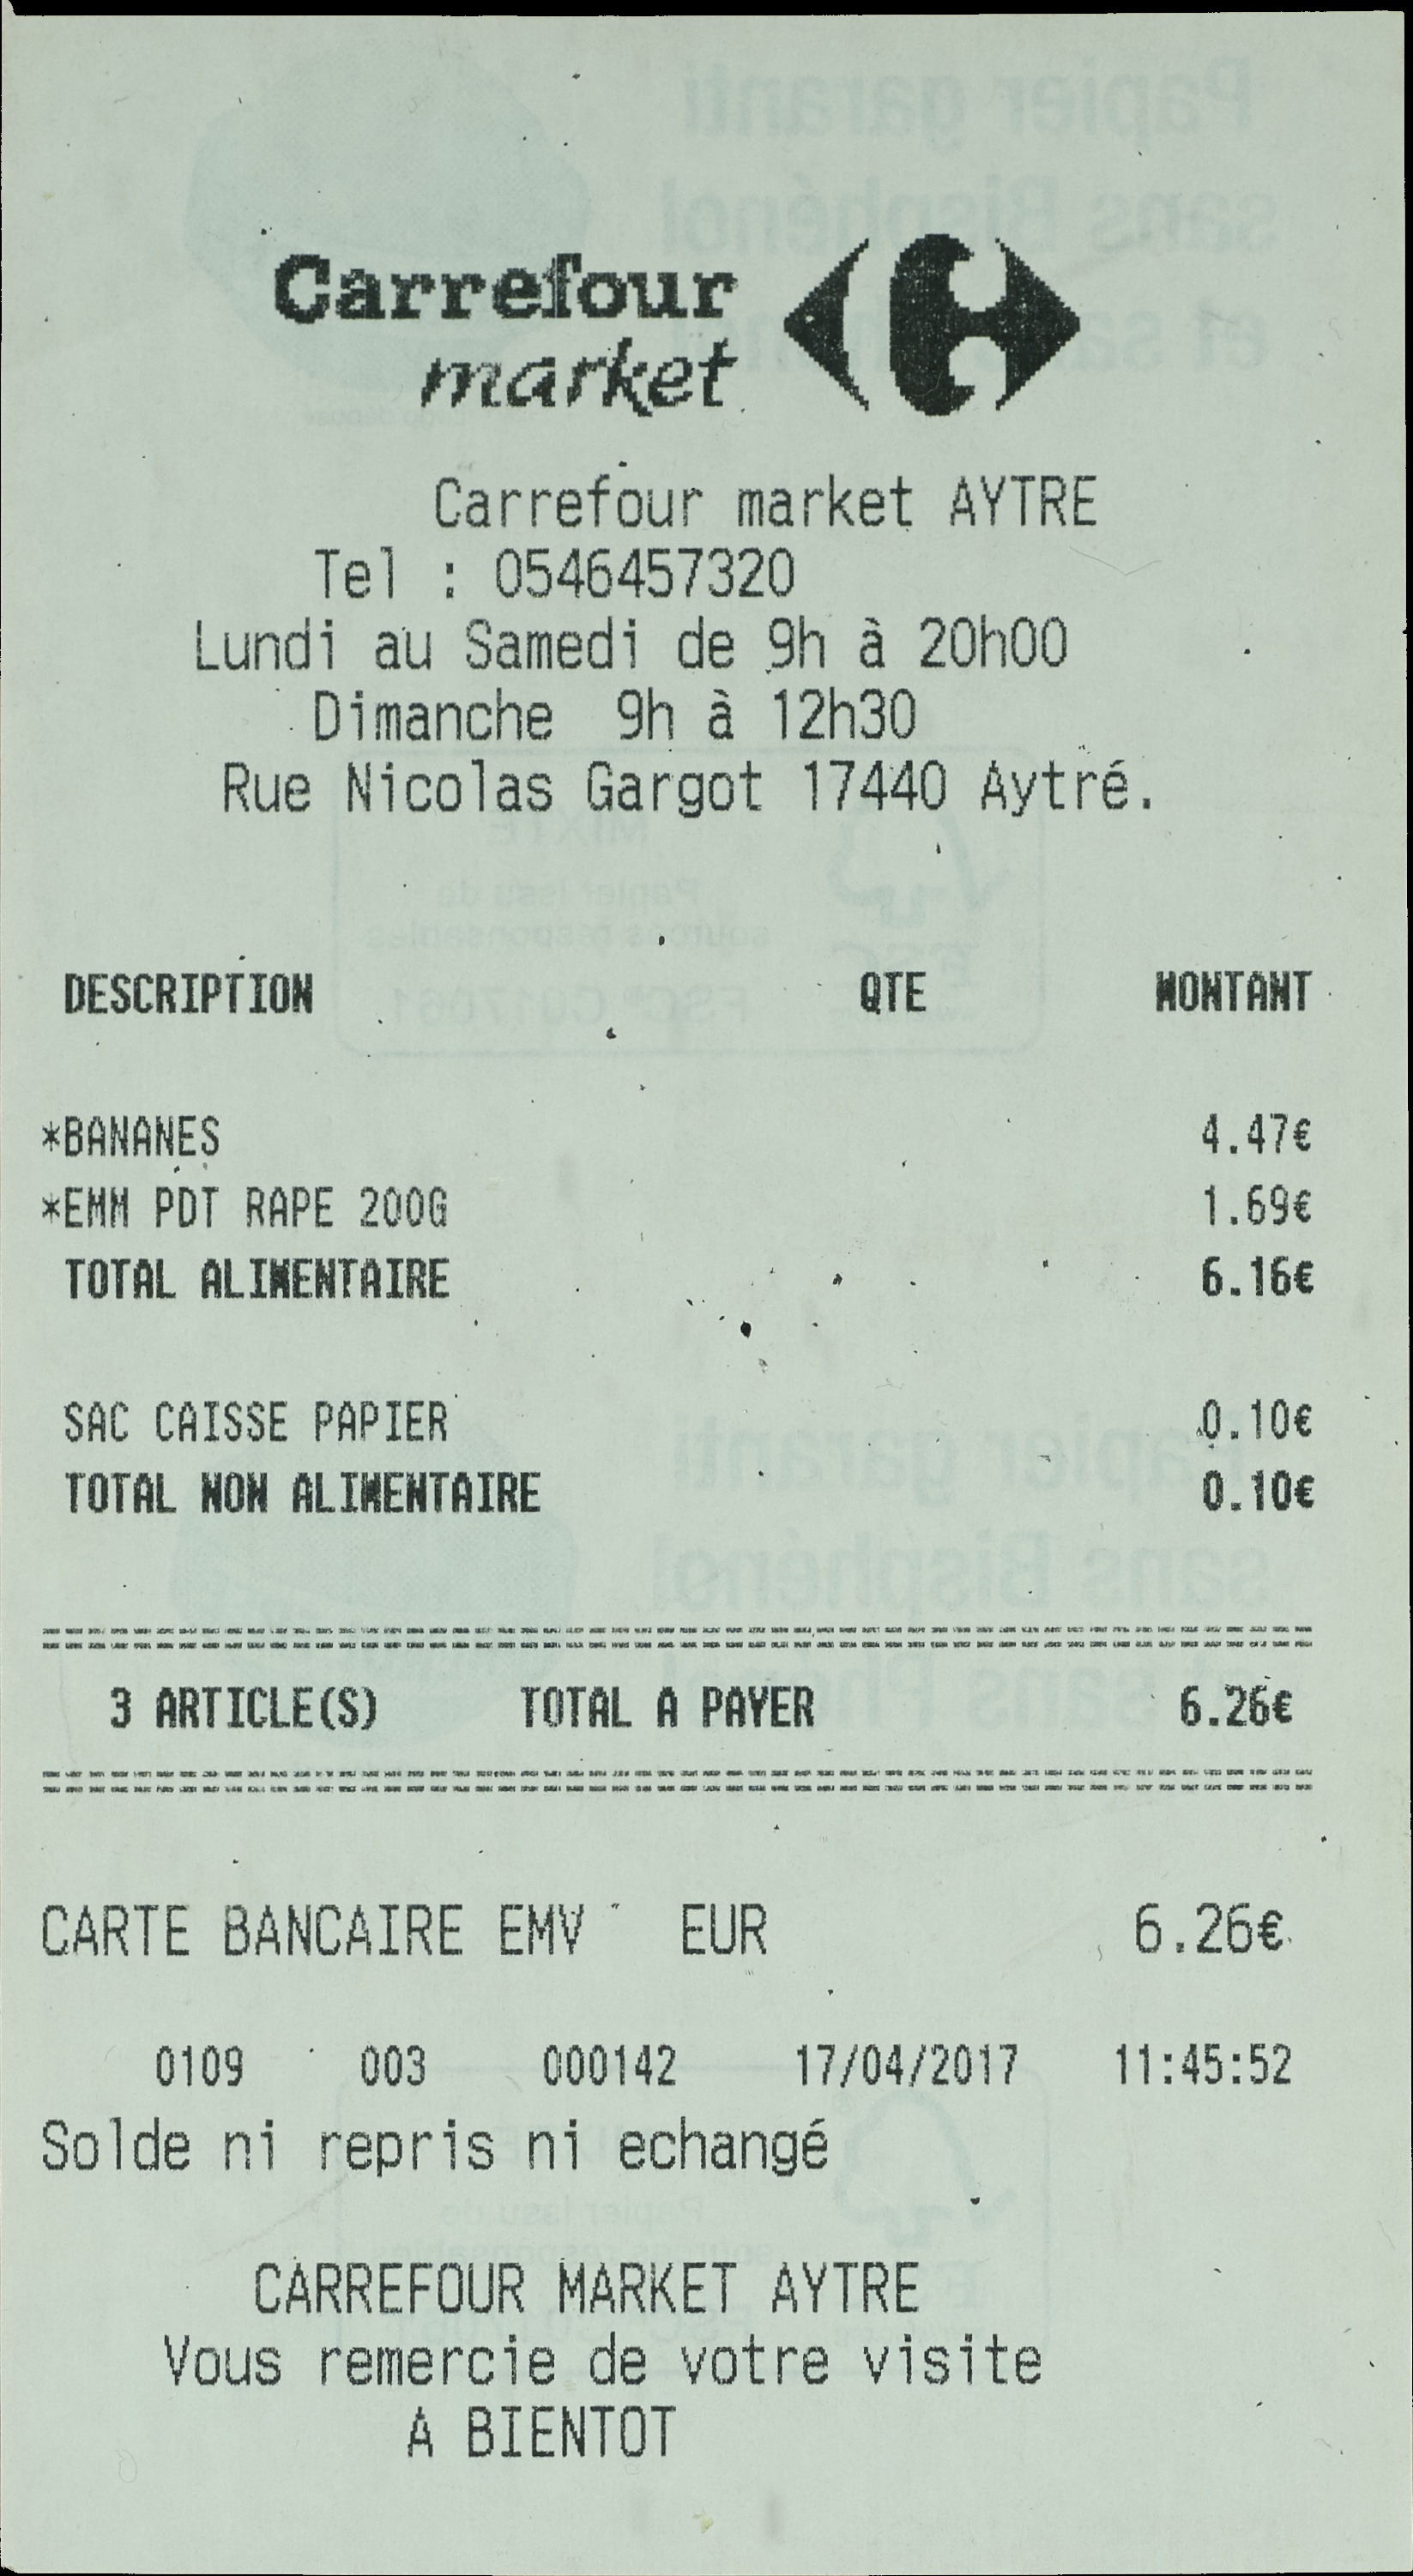 Carrefour
market
Carrefour market AYTRE
Tel : 0546457320
Lundi au Samedi de 9h à 20h00
Dimanche 9h à 12h30
Rue Nicolas Gargot 17440 Aytré.
DESCRIPTION QTE MONTANT
*BANANES 4.47€
*EMM PDT RAPE 200G 1.69€
TOTAL ALIMENTAIRE 6.16€
SAC CAISSE PAPIER 0.10€
TOTAL NON ALIMENTAIRE 0.10€
3 ARTICLE(S) TOTAL A PAYER 6.26€
CARTE BANCAIRE EMV EUR 6.26€
0109 003 000142 17/04/2017 11:45:52
Solde ni repris ni echangé
CARREFOUR MARKET AYTRE
Vous remercie de votre visite
A BIENTOT